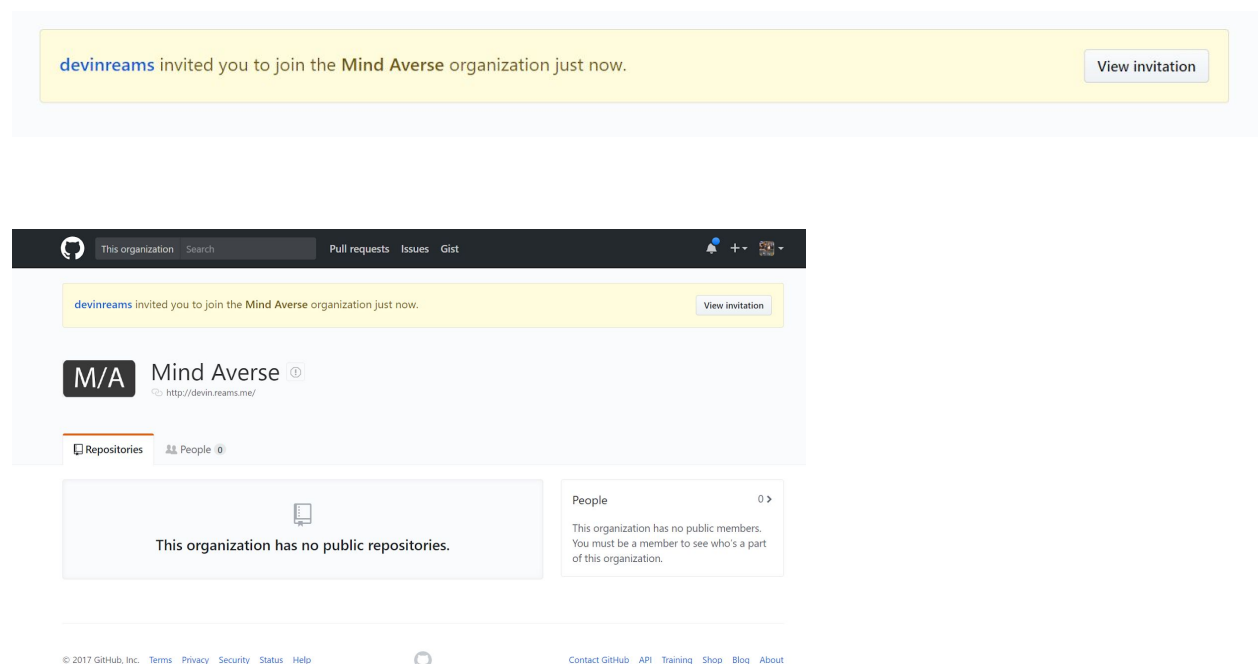 devinreams invited you to join the Mind Averse organization just now.
View invitation
This organization Search Pull requests Issues Gist
devinreams invited you to join the Mind Averse organization just now.
View invitation
M/A
Mind Averse
http://devin.reams.me/
Repositories People 0
This organization has no public repositories.
People 0
This organization has no public members.
You must be a member to see who's a part
of this organization.
© 2017 GitHub, Inc. Terms Privacy Security Status Help
Contact GitHub API Training Shop Blog About